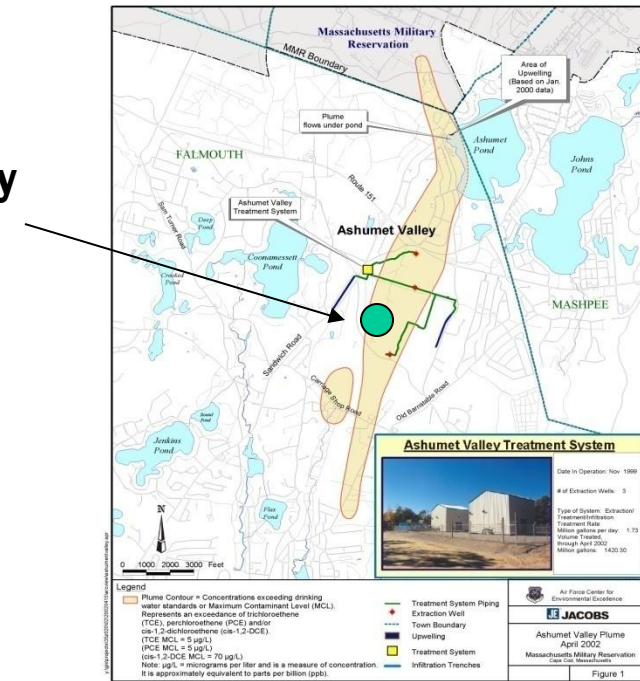 y
Massachusetts Military
Reservation
MMR Boundary
Area of
Upwelling
(Based on Jan.
2000 data)
Plume
flows under pond
Ashumet
Pond
Johns
Pond
FALMOUTH
Route 151
Sam Turner Road
Ashumet Valley
Treatment System
Deep
Pond
Ashumet Valley
Coonamessett
Pond
Crooked
Pond
MASHPEE
Sandwich Road
Carriage Shop Road
Old Barnstable Road
Jenkins
Pond
Pond
Flax
Pond
N
0 1000 2000 3000 Feet
Ashumet Valley Treatment System
Date In Operation: Nov 1999
# of Extraction Wells: 3
Type of System: Extraction/
Treatment/Infiltration
Treatment Rate
Million gallons per day: 1.73
Volume Treated
through April 2002
Million gallons: 1420.30
Legend
Plume Contour = Concentrations exceeding drinking
water standards or Maximum Contaminant Level (MCL).
Represents an exceedance of trichloroethene
(TCE), perchloroethene (PCE) and/or
cis-1,2-dichloroethene (cis-1,2-DCE).
(TCE MCL = 5 µg/L)
(PCE MCL = 5 µg/L)
(cis-1,2-DCE MCL = 70 µg/L)
Note: µg/L = micrograms per liter and is a measure of concentration.
It is approximately equivalent to parts per billion (ppb).
Treatment System Piping
Extraction Well
Town Boundary
Upwelling
Treatment System
Infiltration Trenches
Air Force Center for
Environmental Excellence
JE JACOBS
Ashumet Valley Plume
April 2002
Massachusetts Military Reservation
Cape Cod, Massachusetts
Figure 1